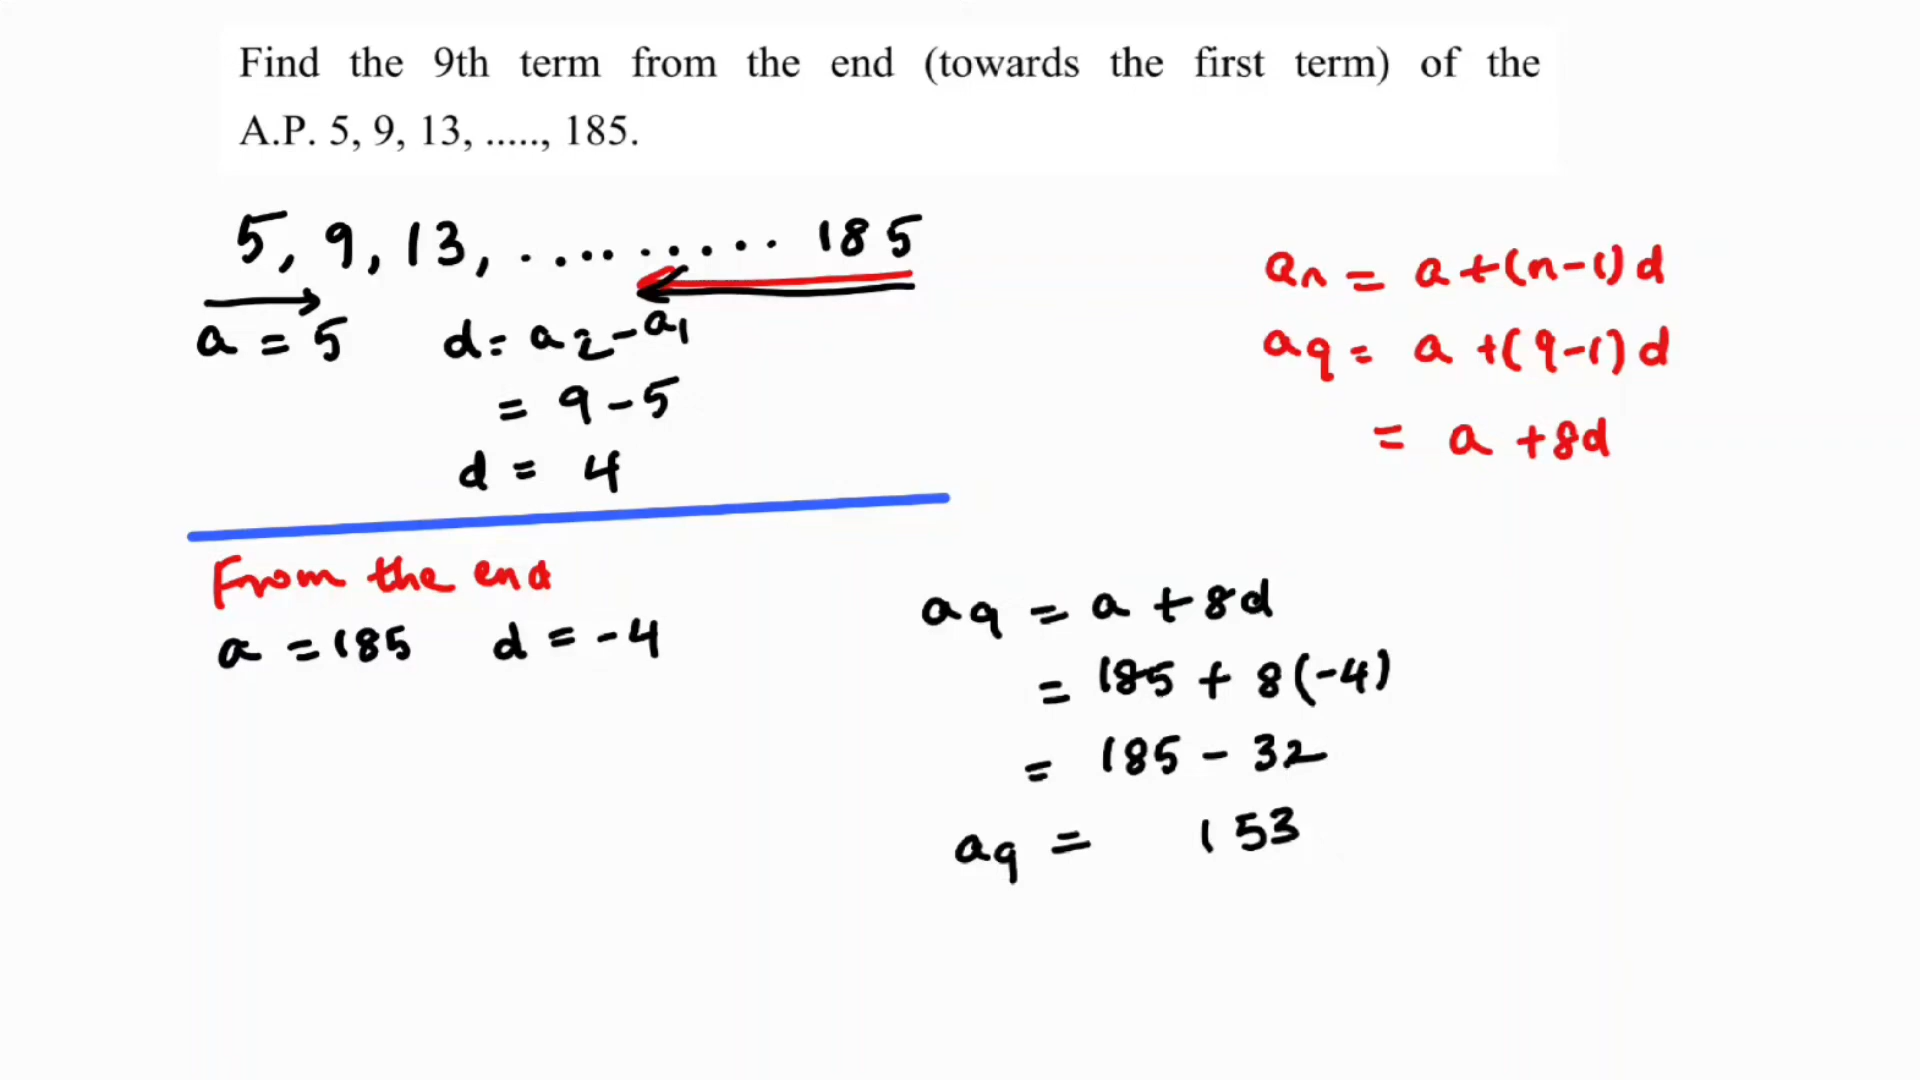 Find the 9th term from the end (towards the first term) of the
A.P. 5, 9, 13, ....., 185.
5, 9, 13, .......... 185
a = 5 d = a2 - a1
= 9 - 5
d = 4
an = a + (n-1) d
a9 = a + (9-1) d
= a + 8d
From the end
a = 185 d = -4
a9 = a + 8d
= 185 + 8(-4)
= 185 - 32
a9 = 153